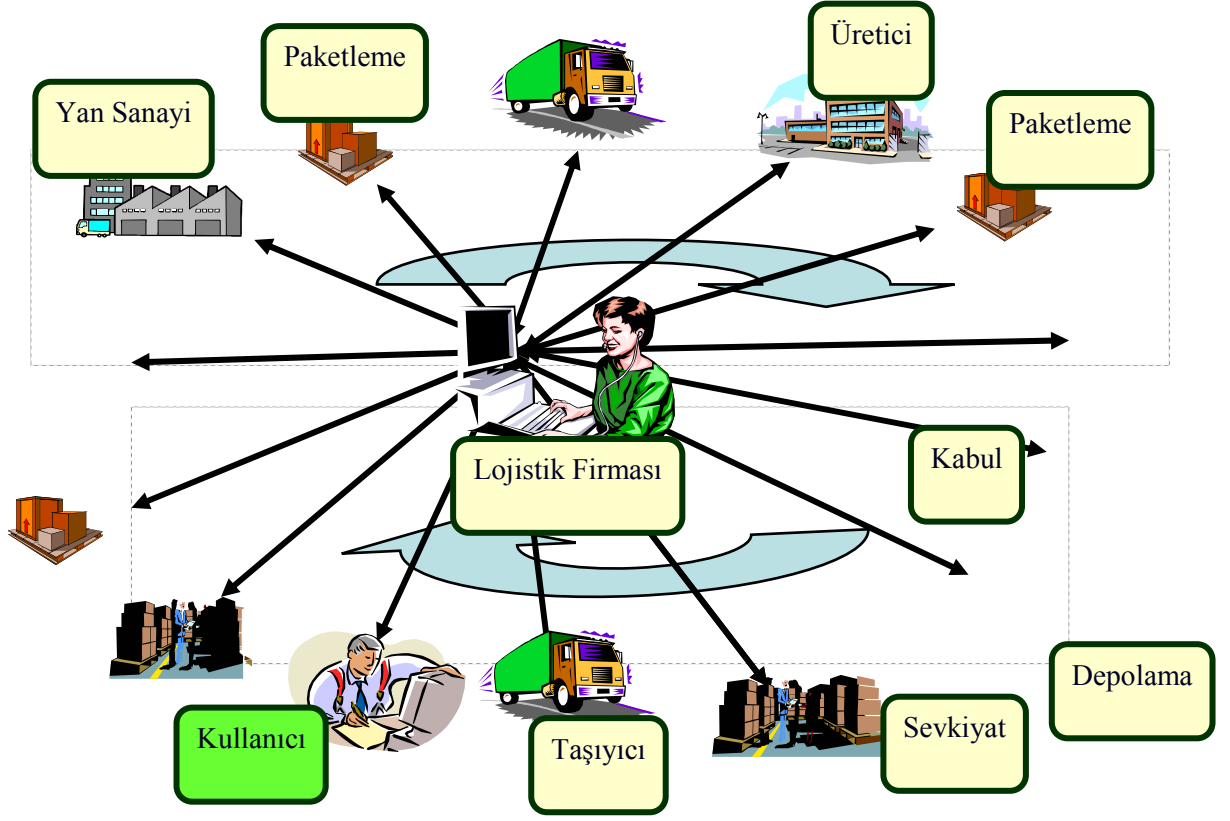 Üretici
Paketleme
Yan Sanayi
Paketleme
Kabul
Lojistik Firması
Depolama
Kullanıcı
Taşıyıcı
Sevkiyat